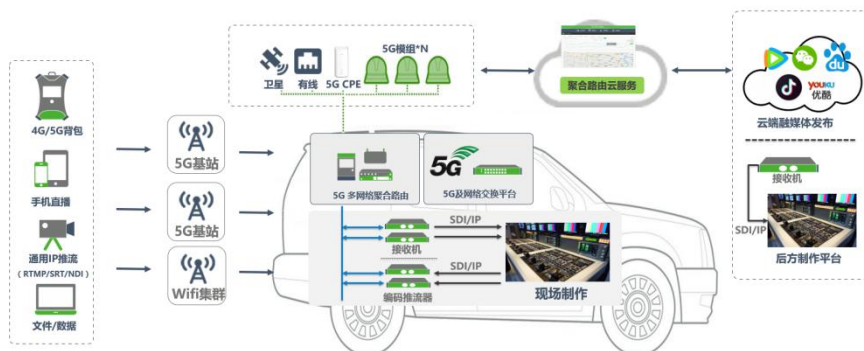 4G/5G背包
手机直播
通用IP推流
（RTMP/SRT/NDI）
文件/数据
5G基站
5G基站
Wifi集群
5G模组*N
卫星
有线
5G CPE
聚合路由云服务
5G 多网络聚合路由
5G
5G及网络交换平台
SDI/IP
接收机
SDI/IP
编码推流器
现场制作
du
YOUKU
优酷
云端融媒体发布
接收机
SDI/IP
后方制作平台